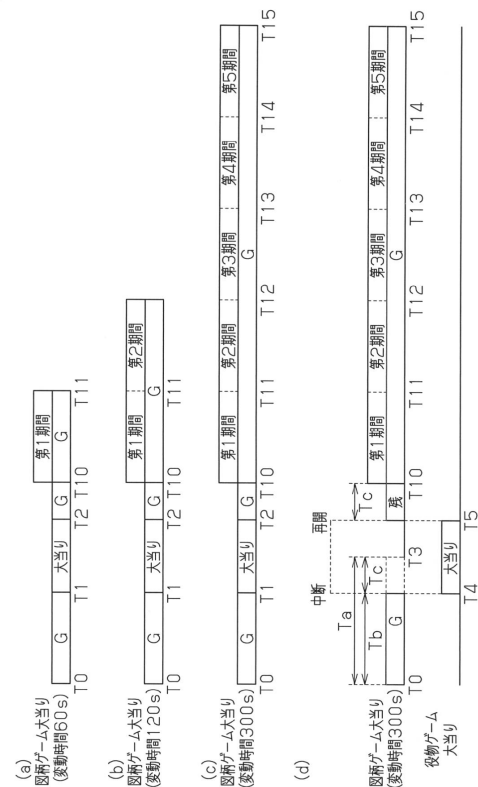 (a)
図柄ゲーム大当り
(変動時間60s)
第1期間
G 大当り G G
T0 T1 T2 T10 T11
(b)
図柄ゲーム大当り
(変動時間120s)
第1期間 第2期間
G 大当り G G
T0 T1 T2 T10 T11
(c)
図柄ゲーム大当り
(変動時間300s)
第1期間 第2期間 第3期間 第4期間 第5期間
G 大当り G G
T0 T1 T2 T10 T11 T12 T13 T14 T15
(d)
中断 再開
Ta
Tb Tc Tc
図柄ゲーム大当り
(変動時間300s)
第1期間 第2期間 第3期間 第4期間 第5期間
G 残 G
T0 T3 T10 T11 T12 T13 T14 T15
役物ゲーム
大当り
大当り
T4 T5